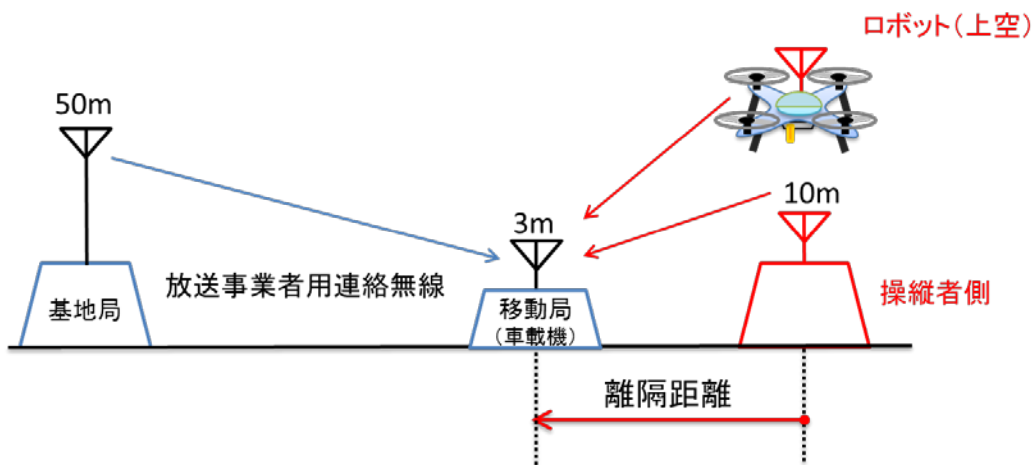 ロボット(上空)
50m
10m
3m
放送事業者用連絡無線
基地局
移動局
(車載機)
操縦者側
離隔距離